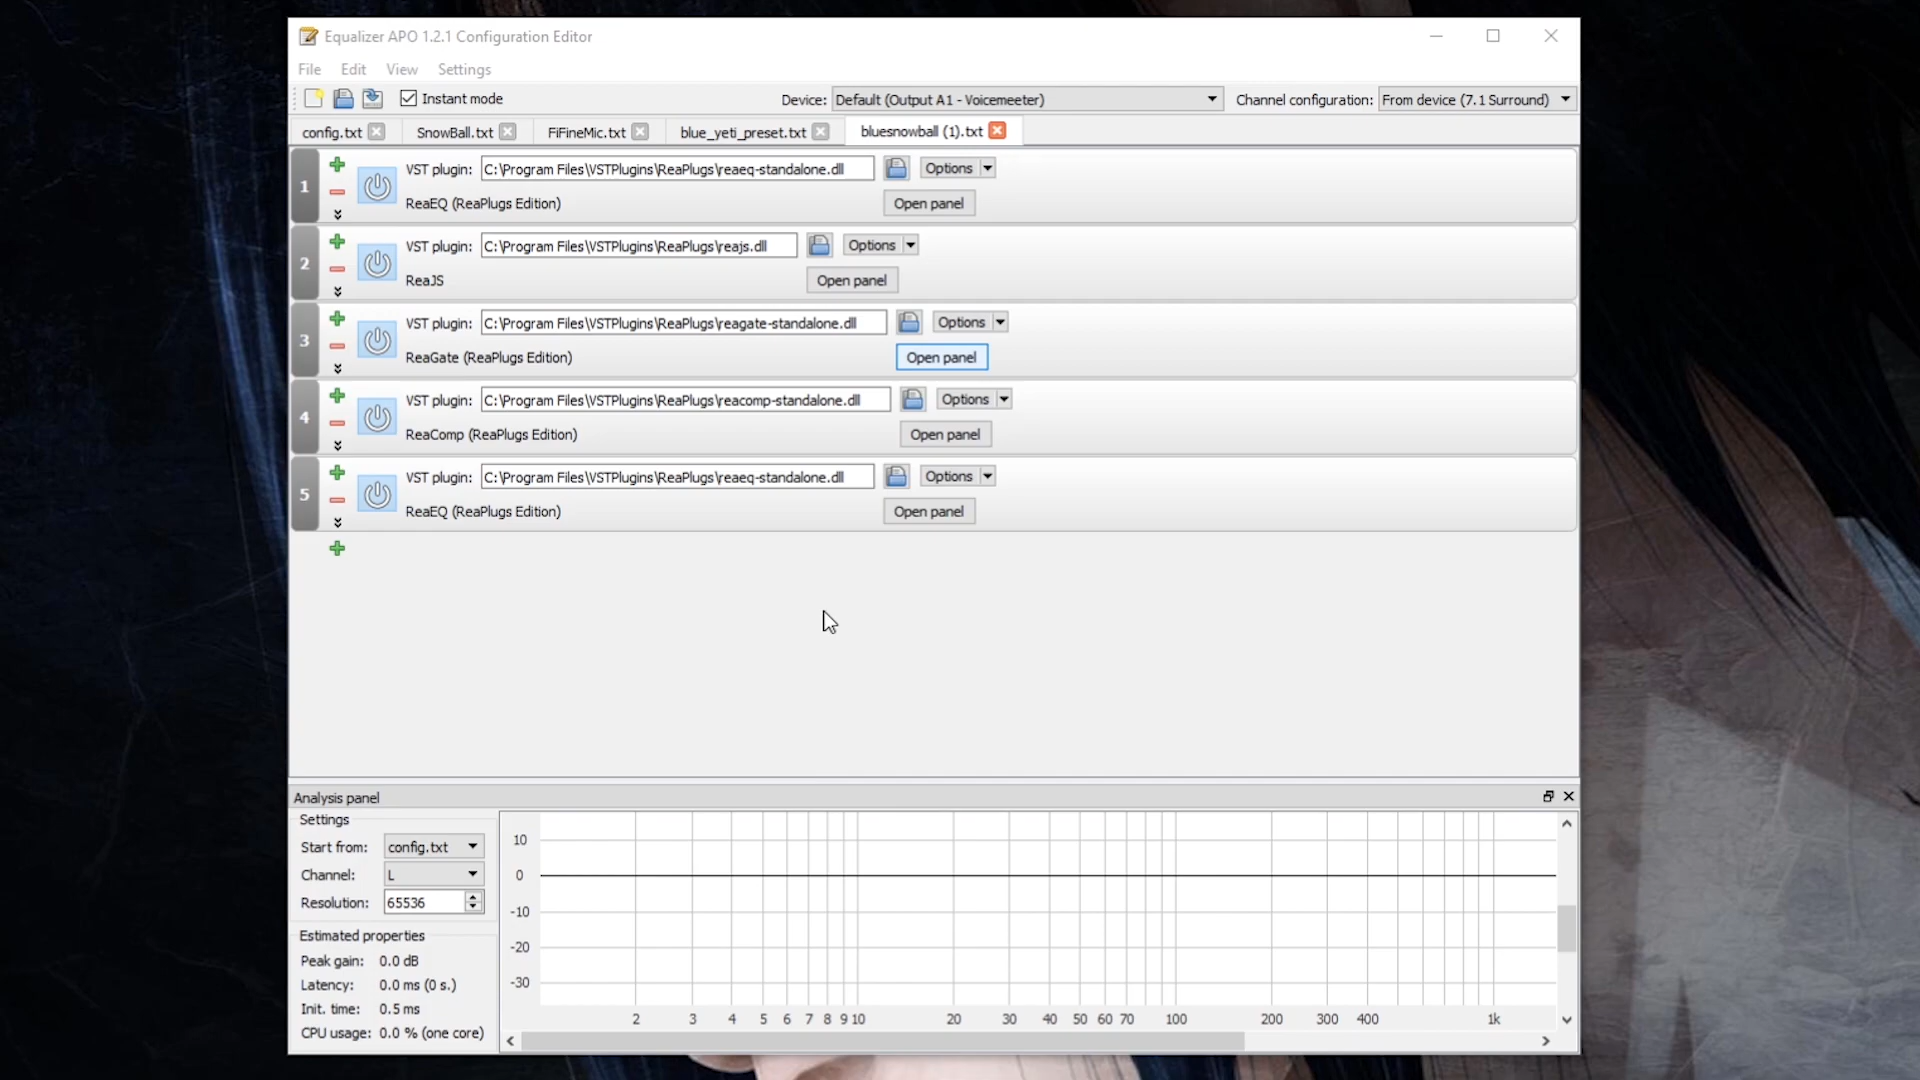 Equalizer APO 1.2.1 Configuration Editor
File Edit View Settings
Instant mode Device: Default (Output A1 - Voicemeeter) Channel configuration: From device (7.1 Surround)
config.txt SnowBall.txt FiFineMic.txt blue_yeti_preset.txt bluesnowball (1).txt
1 VST plugin: C:\Program Files\VSTPlugins\ReaPlugs\reaeq-standalone.dll Options
ReaEQ (ReaPlugs Edition) Open panel
2 VST plugin: C:\Program Files\VSTPlugins\ReaPlugs\reajs.dll Options
ReaJS Open panel
3 VST plugin: C:\Program Files\VSTPlugins\ReaPlugs\reagate-standalone.dll Options
ReaGate (ReaPlugs Edition) Open panel
4 VST plugin: C:\Program Files\VSTPlugins\ReaPlugs\reacomp-standalone.dll Options
ReaComp (ReaPlugs Edition) Open panel
5 VST plugin: C:\Program Files\VSTPlugins\ReaPlugs\reaeq-standalone.dll Options
ReaEQ (ReaPlugs Edition) Open panel
Analysis panel
Settings
Start from: config.txt
Channel: L
Resolution: 65536
Estimated properties
Peak gain: 0.0 dB
Latency: 0.0 ms (0 s.)
Init. time: 0.5 ms
CPU usage: 0.0 % (one core)
10
0
-10
-20
-30
2 3 4 5 6 7 8 9 10 20 30 40 50 60 70 100 200 300 400 1k